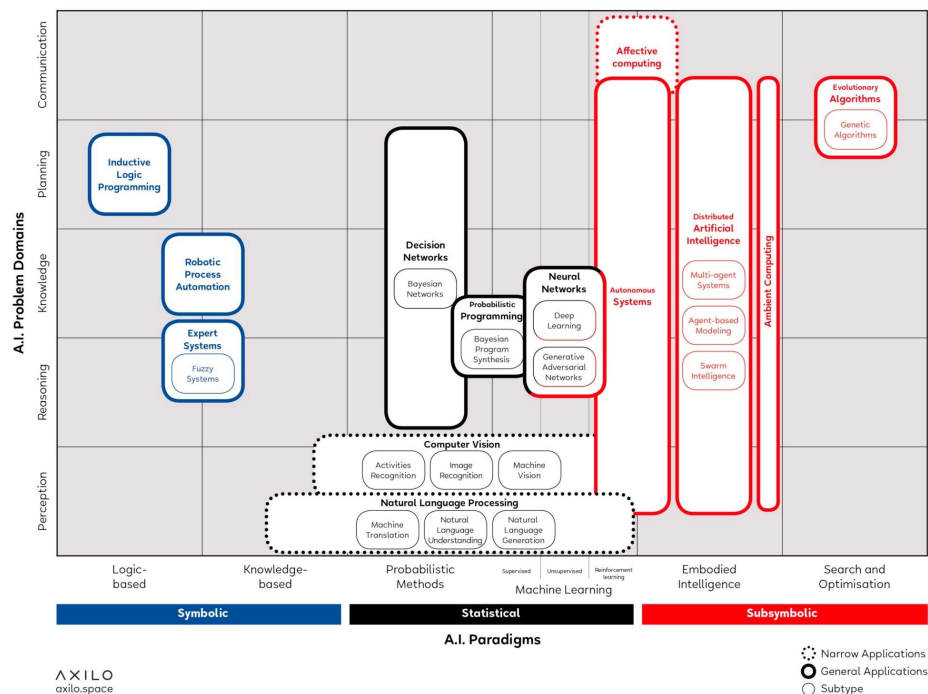 A.I. Problem Domains
Communication
Planning
Knowledge
Reasoning
Perception
Affective
computing
Evolutionary
Algorithms
Genetic
Algorithms
Inductive
Logic
Programming
Robotic
Process
Automation
Expert
Systems
Fuzzy
Systems
Decision
Networks
Bayesian
Networks
Probabilistic
Programming
Bayesian
Program
Synthesis
Neural
Networks
Deep
Learning
Generative
Adversarial
Networks
Autonomous
Systems
Distributed
Artificial
Intelligence
Multi-agent
Systems
Agent-based
Modeling
Swarm
Intelligence
Ambient Computing
Computer Vision
Activities
Recognition
Image
Recognition
Machine
Vision
Natural Language Processing
Machine
Translation
Natural
Language
Understanding
Natural
Language
Generation
Logic-
based
Knowledge-
based
Probabilistic
Methods
Supervised
Unsupervised
Reinforcement
learning
Machine Learning
Embodied
Intelligence
Search and
Optimisation
Symbolic
Statistical
Subsymbolic
A.I. Paradigms
Narrow Applications
General Applications
Subtype
AXILO
axilo.space